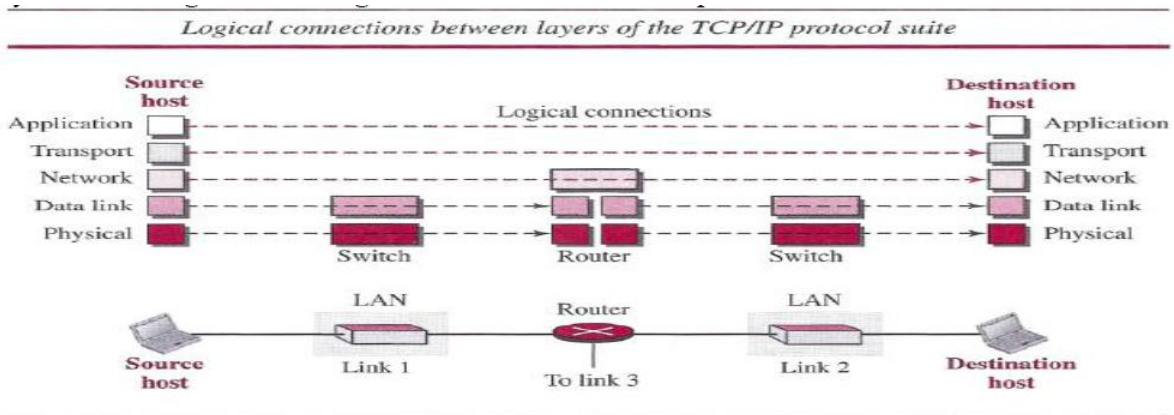 Logical connections between layers of the TCP/IP protocol suite
Source
host
Destination
host
Logical connections
Application
Application
Transport
Transport
Network
Network
Data link
Data link
Physical
Physical
Switch
Router
Switch
LAN
Router
LAN
Source
host
Link 1
To link 3
Link 2
Destination
host